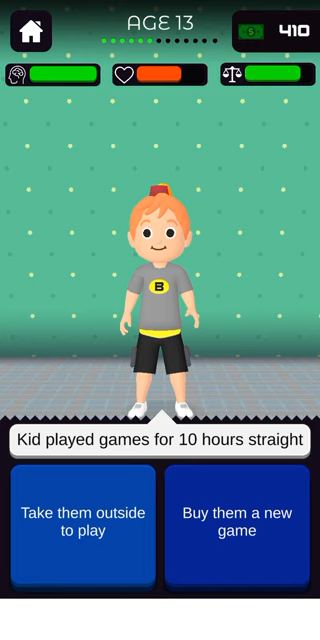 AGE 13
$
410
B
Kid played games for 10 hours straight
Take them outside
to play
Buy them a new
game